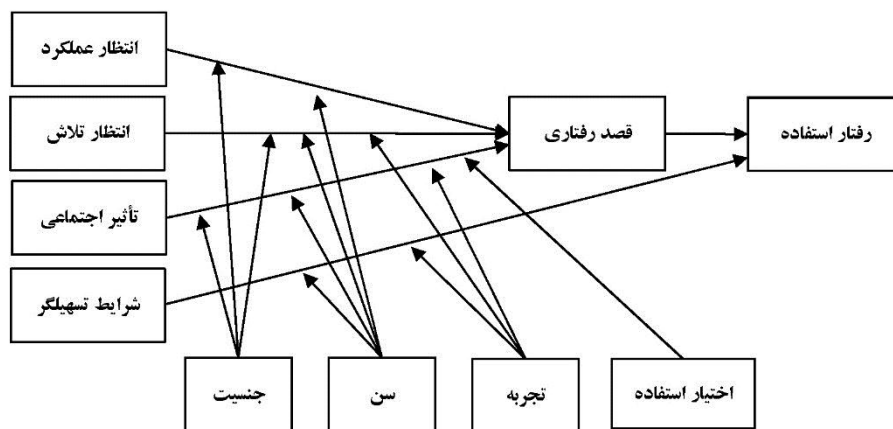 انتظار عملکرد
انتظار تلاش
قصد رفتاری
رفتار استفاده
تأثیر اجتماعی
شرایط تسهیلگر
جنسیت
سن
تجربه
اختیار استفاده